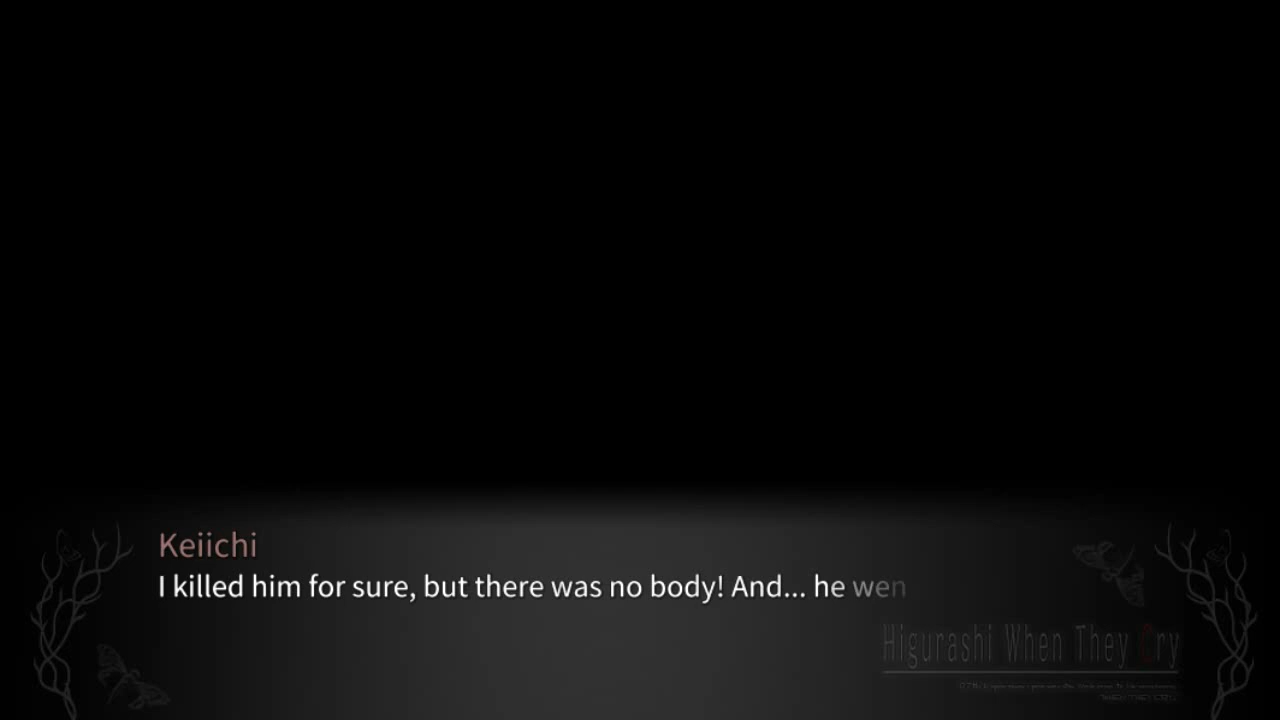 Keiichi
I killed him for sure, but there was no body! And... he wen
Higurashi When They Cry